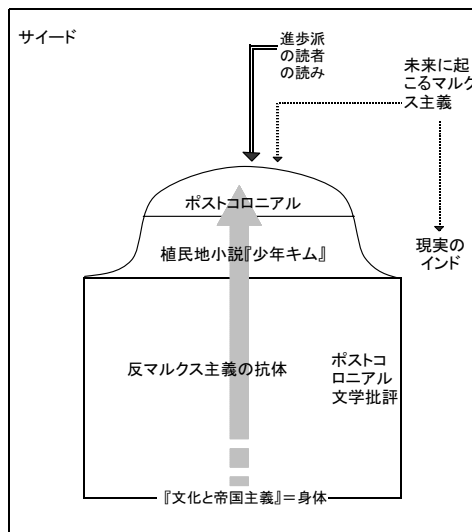 サイード
進歩派
の読者
の読み
未来に起
こるマルク
ス主義
ポストコロニアル
植民地小説『少年キム』
現実の
インド
反マルクス主義の抗体
ポストコ
ロニアル
文学批評
『文化と帝国主義』＝身体